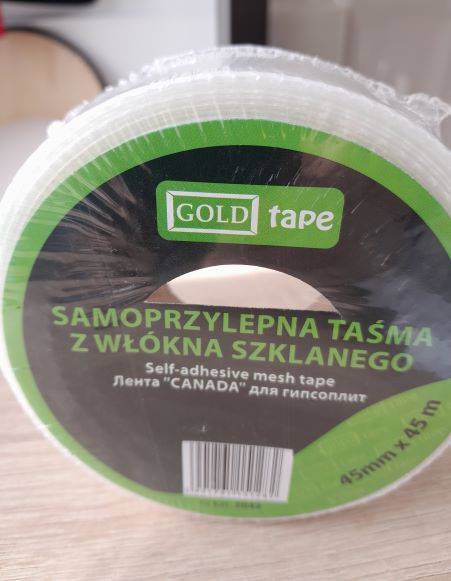 GOLD tape
SAMOPRZYLEPNA TAŚMA
Z WŁÓKNA SZKLANEGO
Self-adhesive mesh tape
Лента "CANADA" для гипсоплит
45mm x 45 m